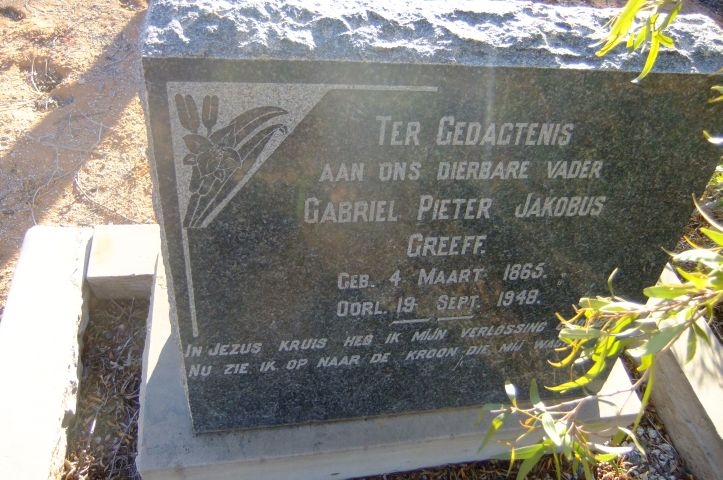 TER GEDACTENIS
AAN ONS DIERBARE VADER
GABRIEL PIETER JAKOBUS
GREEFF.
GEB. 4 MAART 1865.
OORL. 19 SEPT. 1948.
IN JEZUS KRUIS HEB IK MIJN VERLOSSING
NU ZIE IK OP NAAR DE KROON DIE MIJ